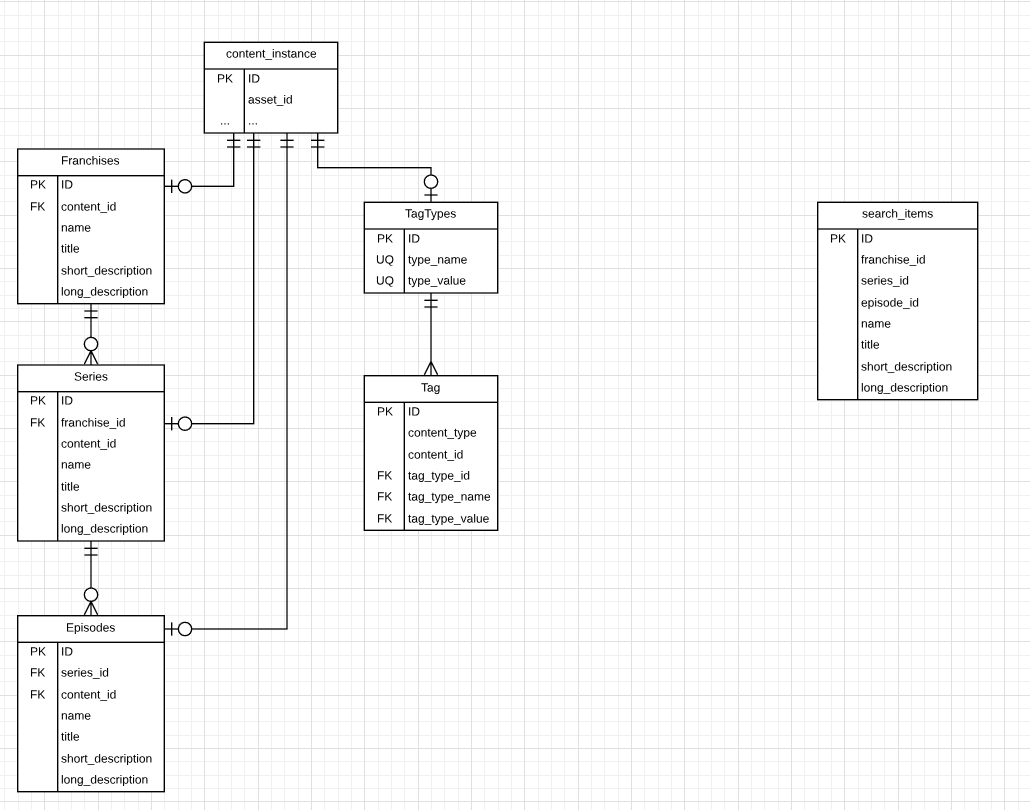 content_instance
PK ID
asset_id
... ...
Franchises
PK ID
FK content_id
name
title
short_description
long_description
Series
PK ID
FK franchise_id
content_id
name
title
short_description
long_description
Episodes
PK ID
FK series_id
FK content_id
name
title
short_description
long_description
TagTypes
PK ID
UQ type_name
UQ type_value
Tag
PK ID
content_type
content_id
FK tag_type_id
FK tag_type_name
FK tag_type_value
search_items
PK ID
franchise_id
series_id
episode_id
name
title
short_description
long_description